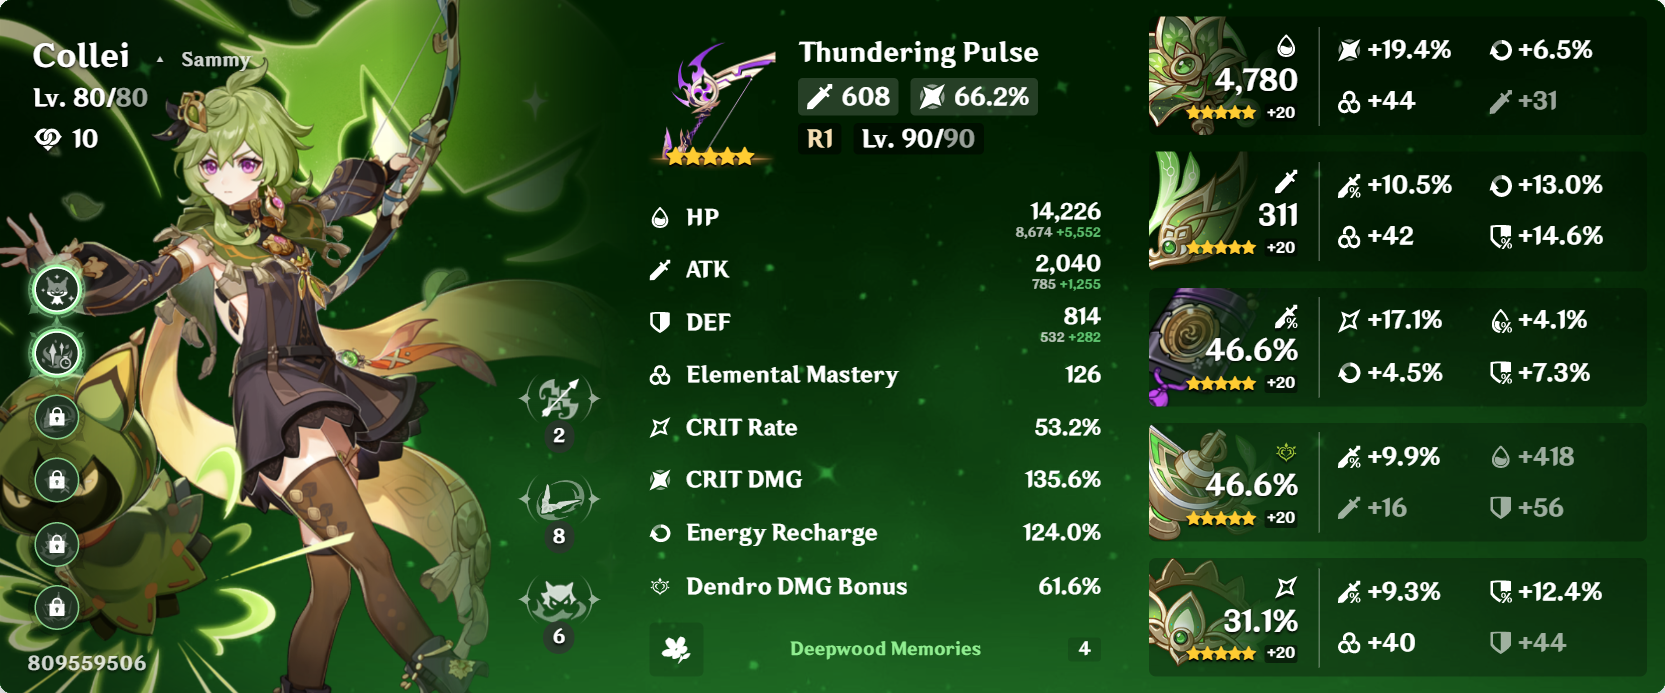 Collei ▲ Sammy
Lv. 80/80
10
2
8
6
809559506
Thundering Pulse
608 66.2%
R1 Lv. 90/90
HP 14,226
8,674 +5,552
ATK 2,040
785 +1,255
DEF 814
532 +282
Elemental Mastery 126
CRIT Rate 53.2%
CRIT DMG 135.6%
Energy Recharge 124.0%
Dendro DMG Bonus 61.6%
Deepwood Memories 4
4,780
+20
+19.4% +6.5%
+44 +31
311
+20
+10.5% +13.0%
+42 +14.6%
46.6%
+20
+17.1% +4.1%
+4.5% +7.3%
46.6%
+20
+9.9% +418
+16 +56
31.1%
+20
+9.3% +12.4%
+40 +44